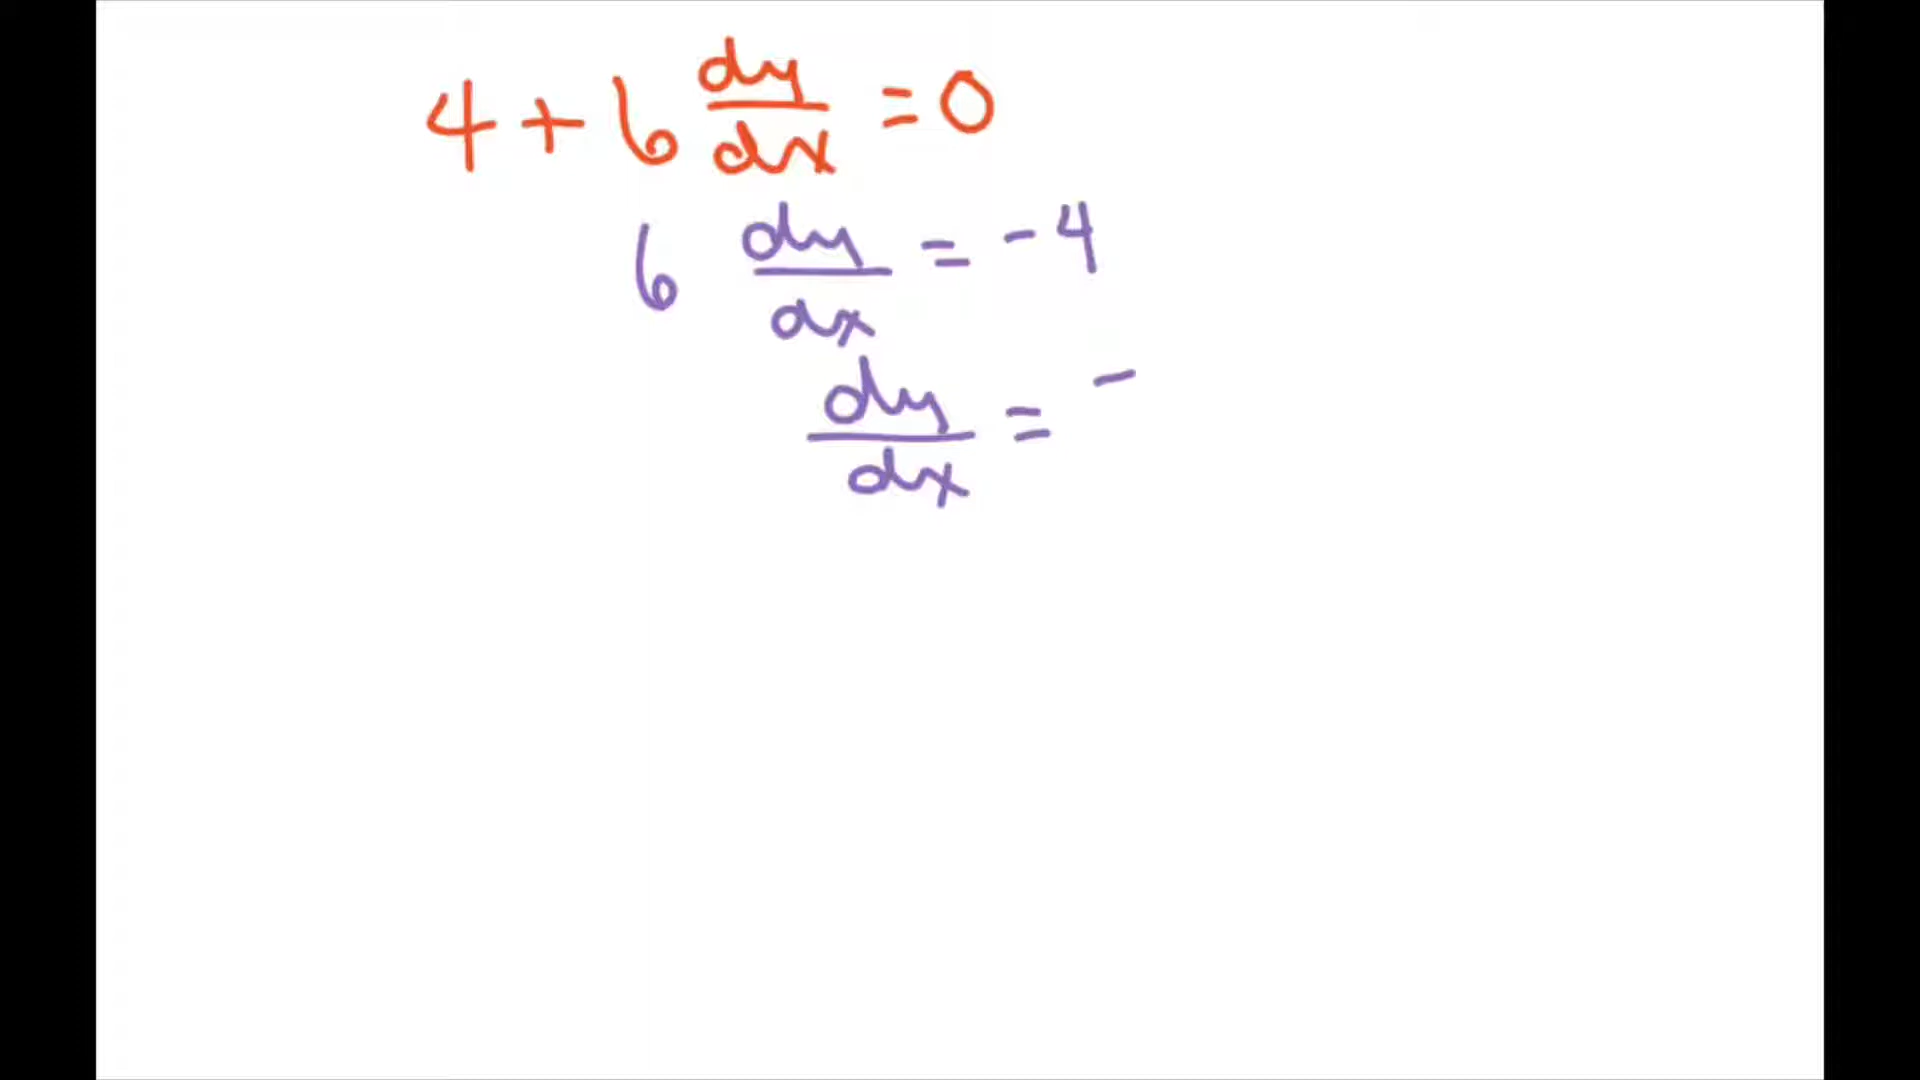 4 + 6 dy/dx = 0
6 dy/dx = -4
dy/dx = -